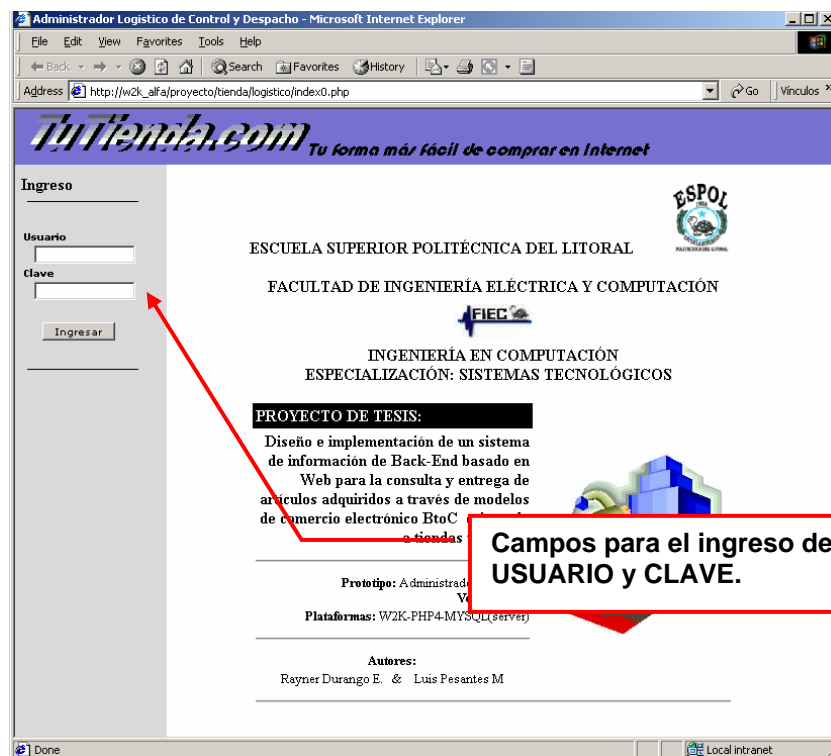 Administrador Logistico de Control y Despacho - Microsoft Internet Explorer
File Edit View Favorites Tools Help
Back Search Favorites History
Address http://w2k_alfa/proyecto/tienda/logistico/index0.php Go Vínculos »
TuTienda.com Tu forma más fácil de comprar en Internet
Ingreso
Usuario
Clave
Ingresar
ESPOL
ESCUELA SUPERIOR POLITÉCNICA DEL LITORAL
FACULTAD DE INGENIERÍA ELÉCTRICA Y COMPUTACIÓN
FIEC
INGENIERÍA EN COMPUTACIÓN
ESPECIALIZACIÓN: SISTEMAS TECNOLÓGICOS
PROYECTO DE TESIS:
Diseño e implementación de un sistema
de información de Back-End basado en
Web para la consulta y entrega de
artículos adquiridos a través de modelos
de comercio electrónico BtoC
a tiendas
Campos para el ingreso de
USUARIO y CLAVE.
Prototipo: Administrad
Plataformas: W2K-PHP4-MYSQL(server)
Autores:
Rayner Durango E. & Luis Pesantes M
Done Local intranet